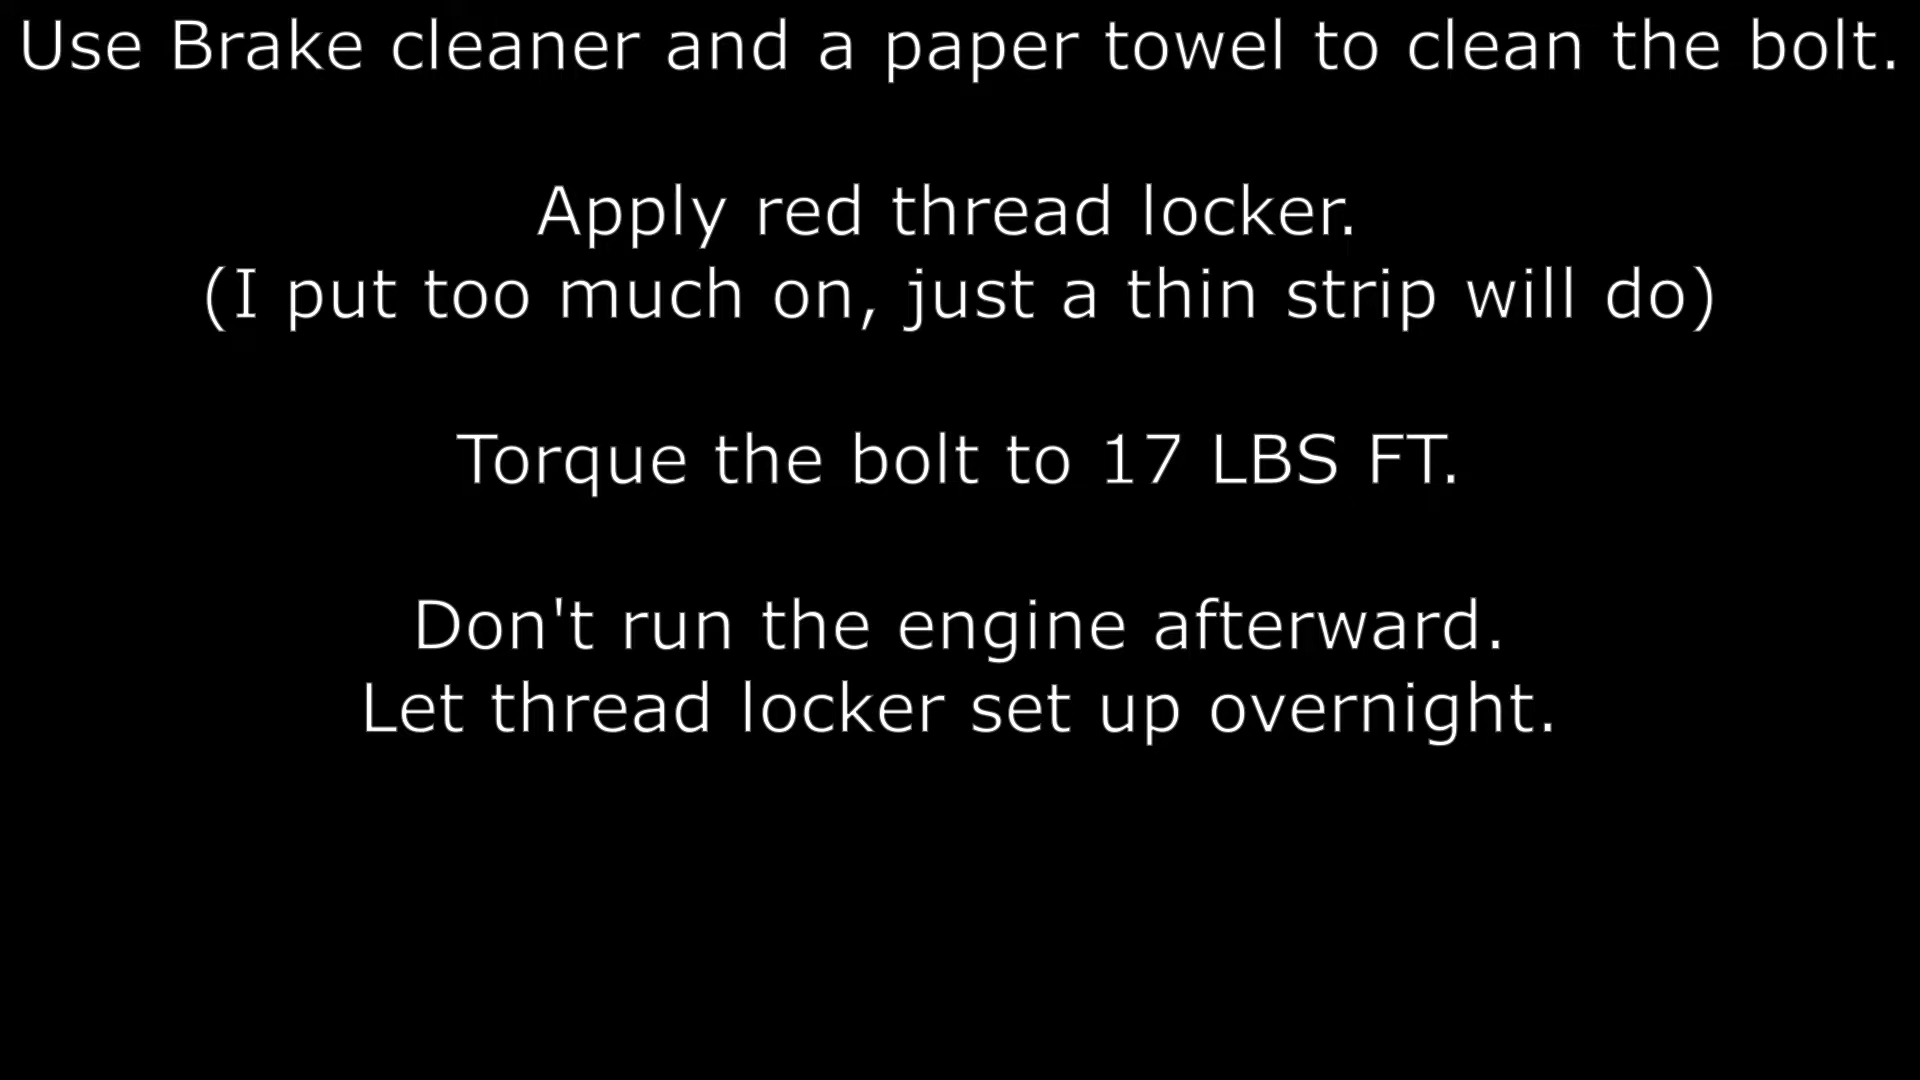 Use Brake cleaner and a paper towel to clean the bolt.
Apply red thread locker.
(I put too much on, just a thin strip will do)
Torque the bolt to 17 LBS FT.
Don't run the engine afterward.
Let thread locker set up overnight.